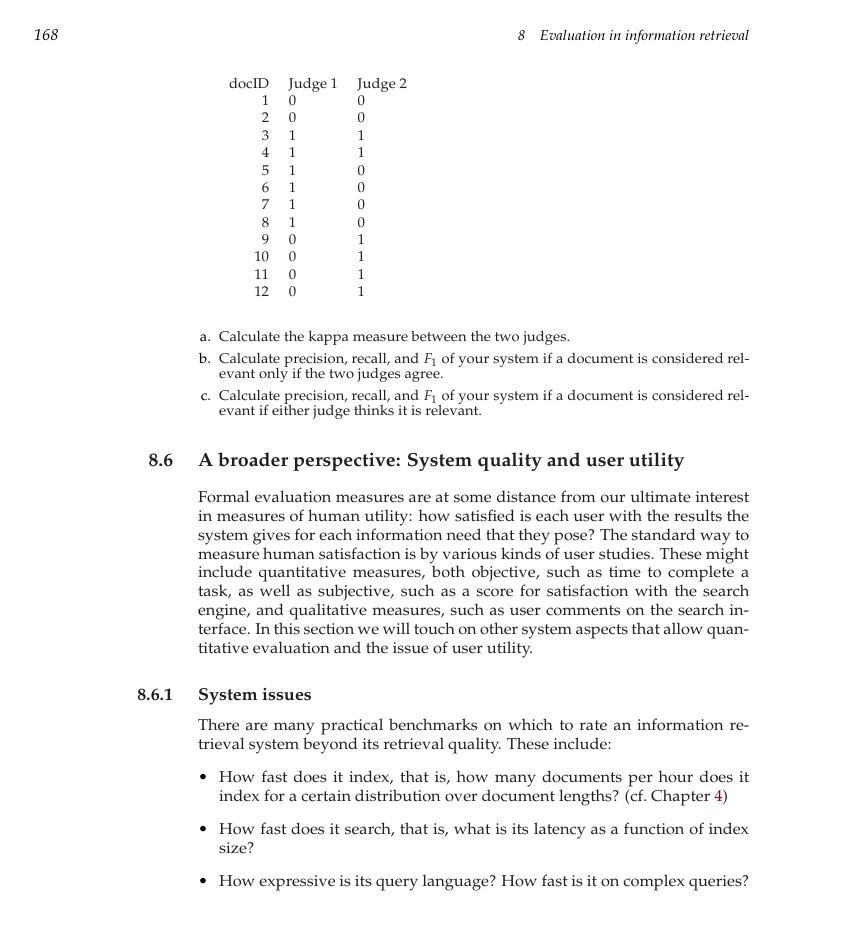 168
8 Evaluation in information retrieval
docID Judge 1 Judge 2
1 0 0
2 0 0
3 1 1
4 1 1
5 1 0
6 1 0
7 1 0
8 1 0
9 0 1
10 0 1
11 0 1
12 0 1
a. Calculate the kappa measure between the two judges.
b. Calculate precision, recall, and F1 of your system if a document is considered rel-
evant only if the two judges agree.
c. Calculate precision, recall, and F1 of your system if a document is considered rel-
evant if either judge thinks it is relevant.
8.6 A broader perspective: System quality and user utility
Formal evaluation measures are at some distance from our ultimate interest
in measures of human utility: how satisfied is each user with the results the
system gives for each information need that they pose? The standard way to
measure human satisfaction is by various kinds of user studies. These might
include quantitative measures, both objective, such as time to complete a
task, as well as subjective, such as a score for satisfaction with the search
engine, and qualitative measures, such as user comments on the search in-
terface. In this section we will touch on other system aspects that allow quan-
titative evaluation and the issue of user utility.
8.6.1 System issues
There are many practical benchmarks on which to rate an information re-
trieval system beyond its retrieval quality. These include:
• How fast does it index, that is, how many documents per hour does it
index for a certain distribution over document lengths? (cf. Chapter 4)
• How fast does it search, that is, what is its latency as a function of index
size?
• How expressive is its query language? How fast is it on complex queries?